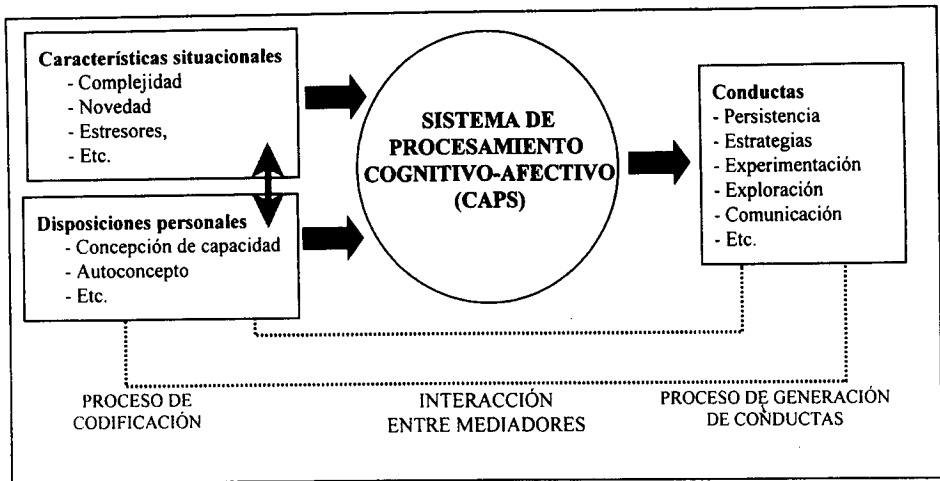 Características situacionales
- Complejidad
- Novedad
- Estresores,
- Etc.
Disposiciones personales
- Concepción de capacidad
- Autoconcepto
- Etc.
SISTEMA DE
PROCESAMIENTO
COGNITIVO-AFECTIVO
(CAPS)
Conductas
- Persistencia
- Estrategias
- Experimentación
- Exploración
- Comunicación
- Etc.
PROCESO DE
CODIFICACIÓN
INTERACCIÓN
ENTRE MEDIADORES
PROCESO DE GENERACIÓN
DE CONDUCTAS